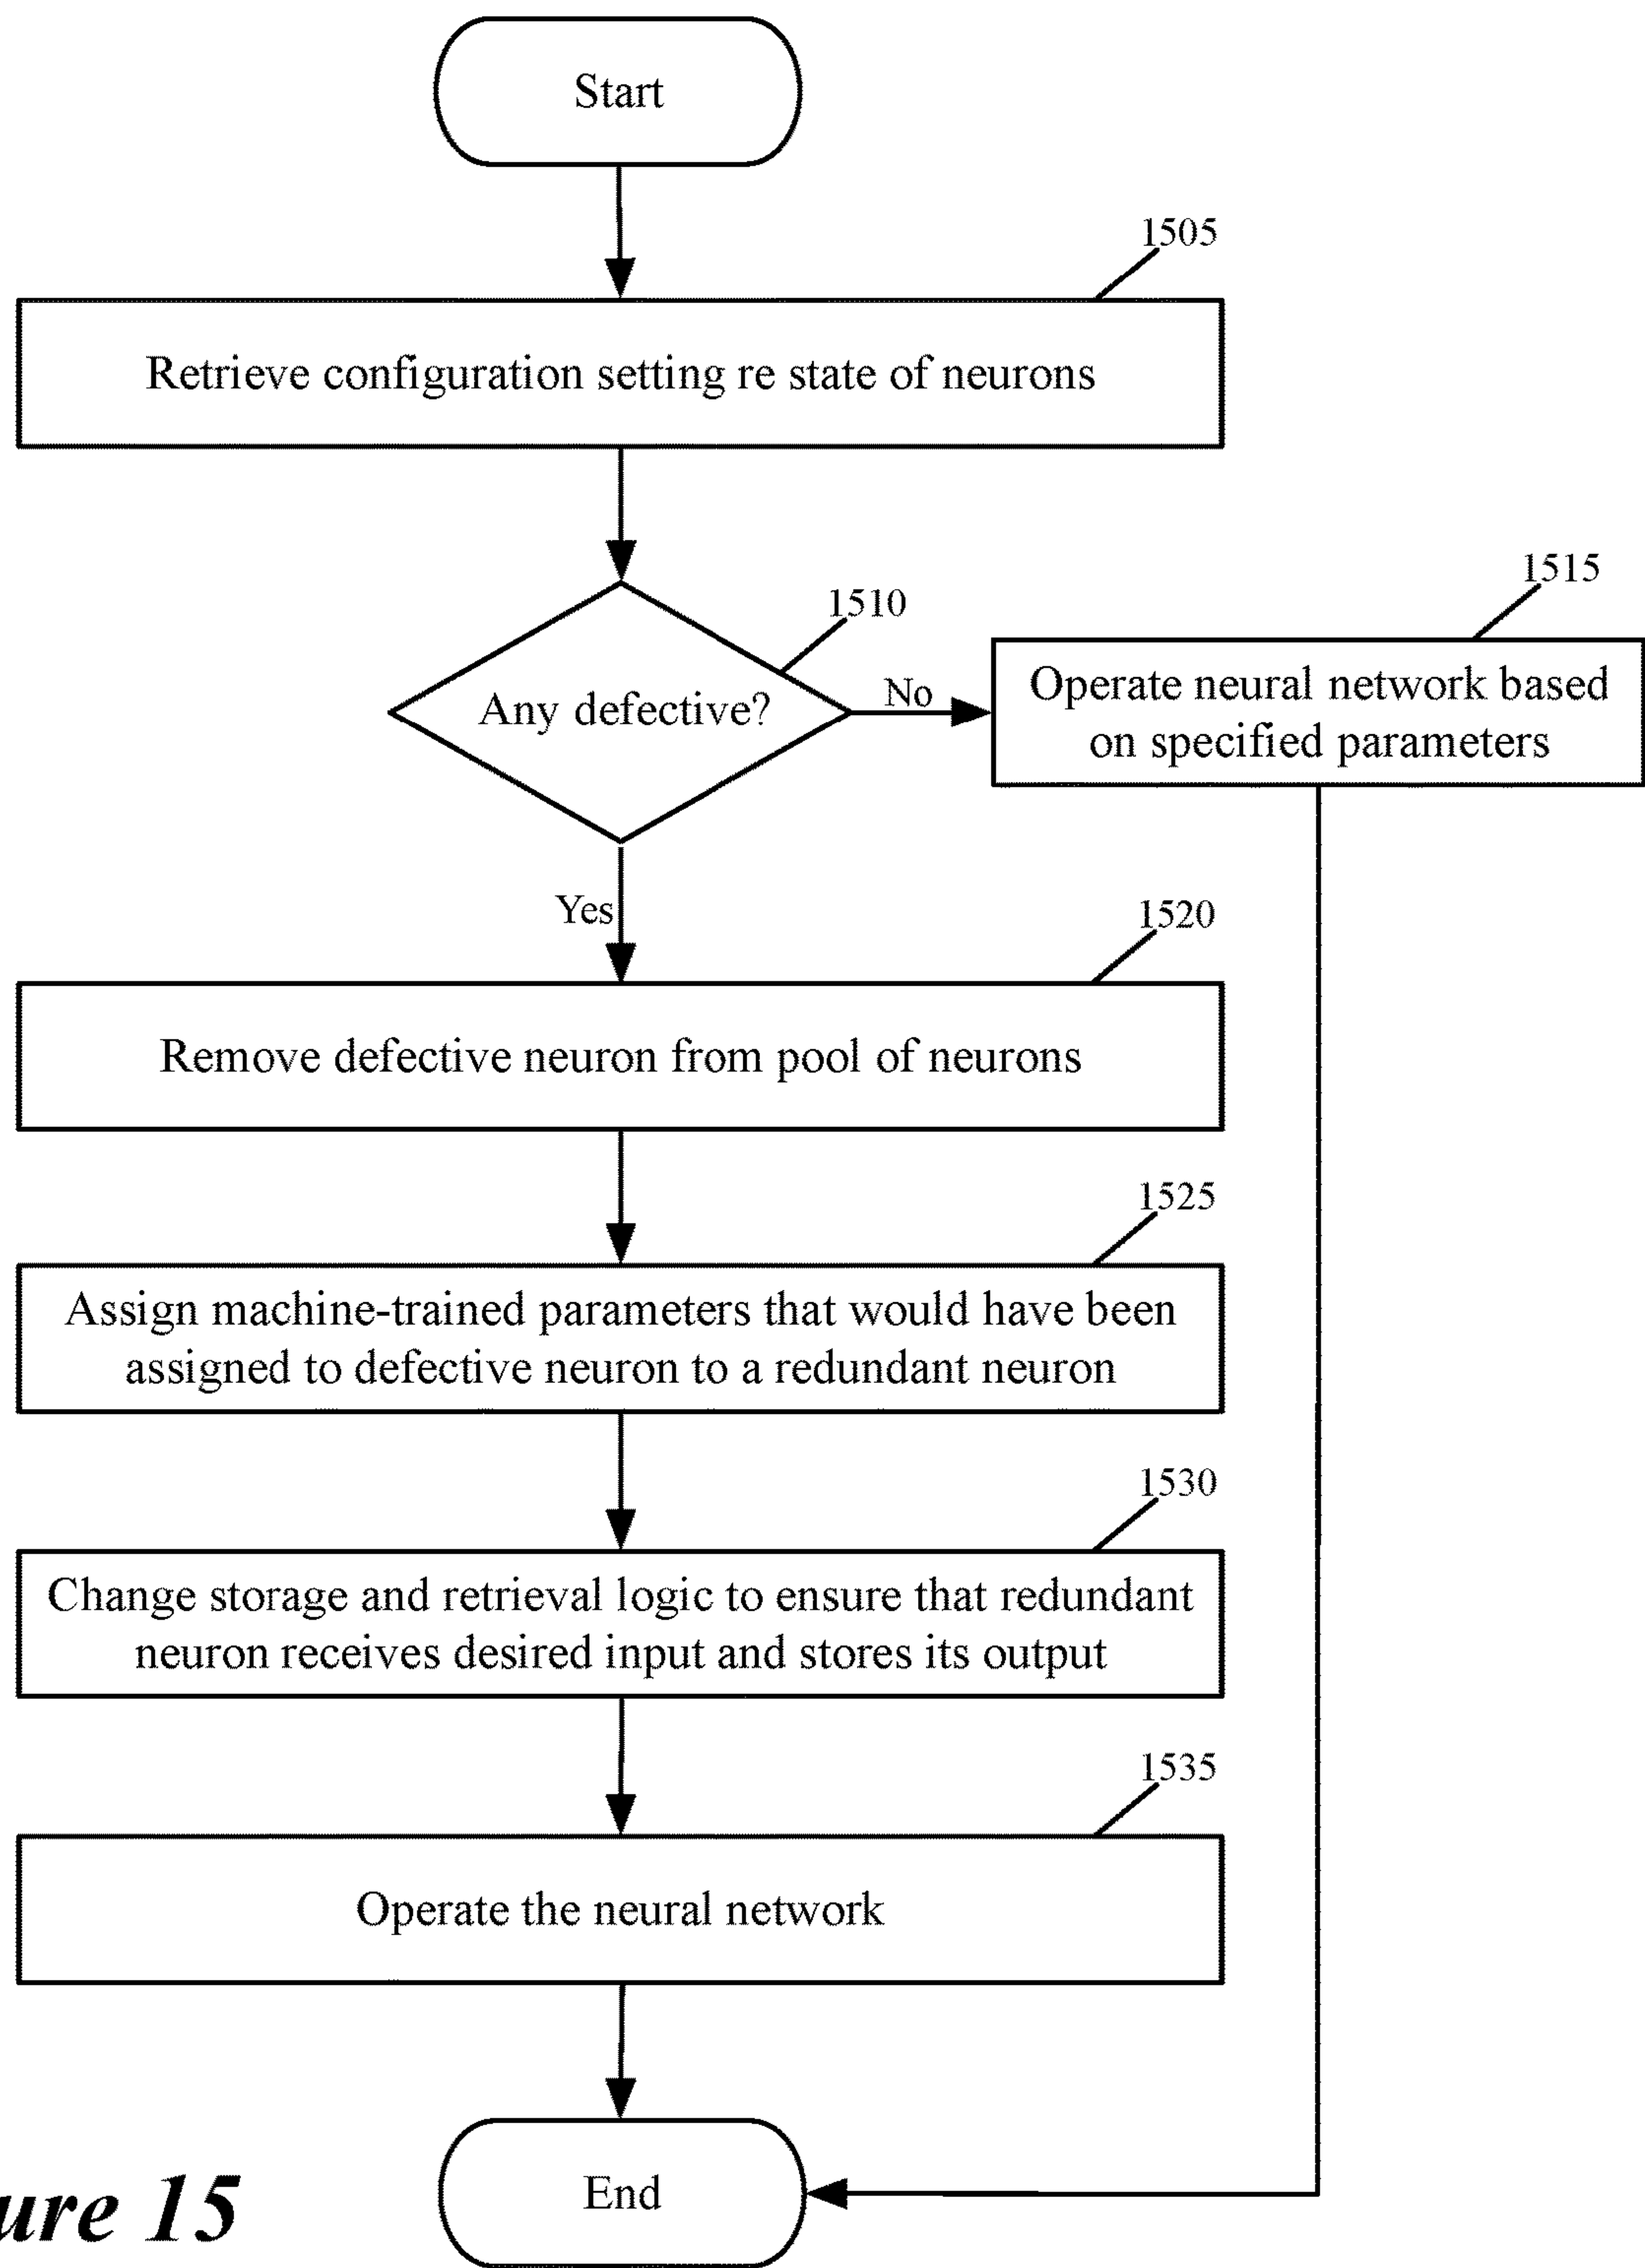 Start
1505
Retrieve configuration setting re state of neurons
1510
Any defective?
No
1515
Operate neural network based
on specified parameters
Yes
1520
Remove defective neuron from pool of neurons
1525
Assign machine-trained parameters that would have been
assigned to defective neuron to a redundant neuron
1530
Change storage and retrieval logic to ensure that redundant
neuron receives desired input and stores its output
1535
Operate the neural network
End
ure 15